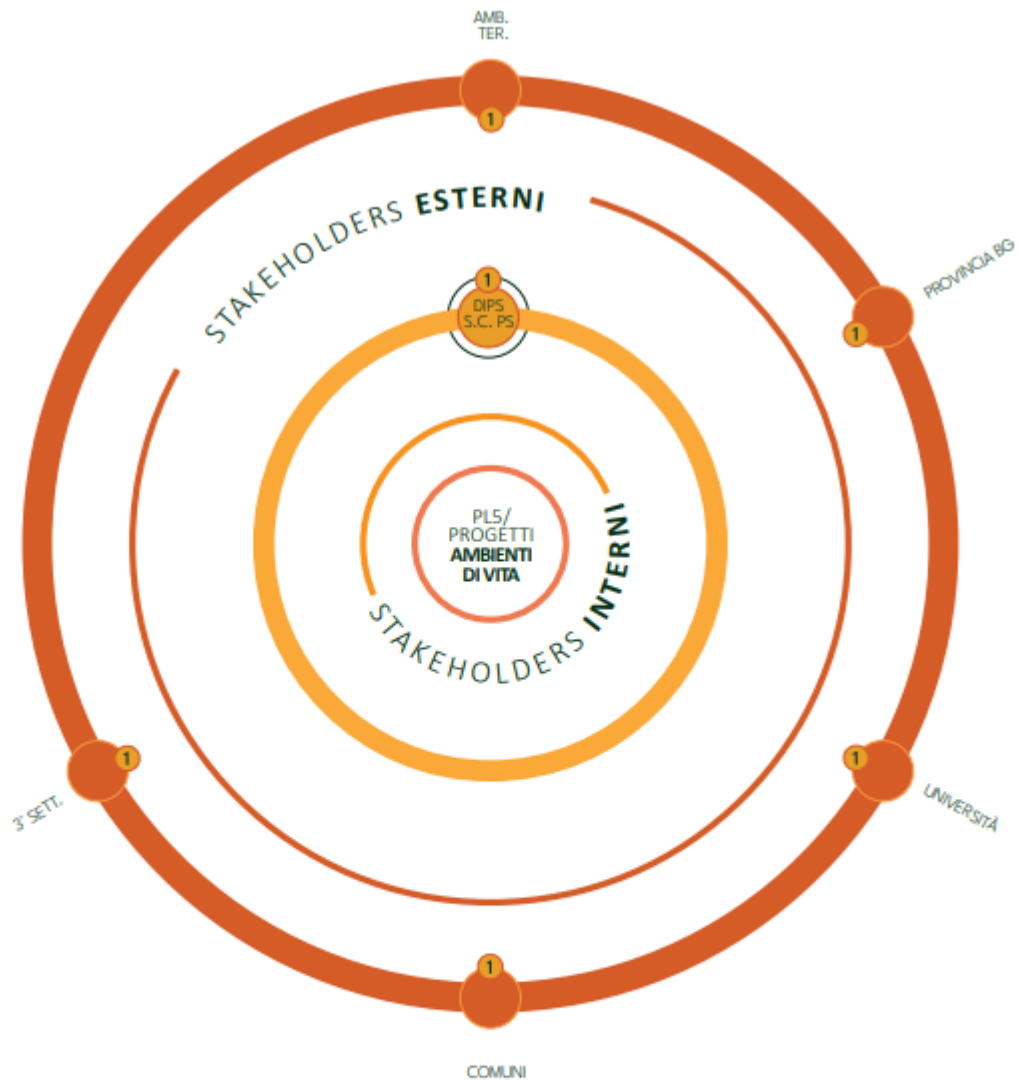 AMB.
TER.
1
STAKEHOLDERS ESTERNI
PROVINCIA BG
1
1
DIPS
S.C. PS
PL5/
PROGETTI
AMBIENTI
DI VITA
STAKEHOLDERS INTERNI
1
3° SETT.
1
UNIVERSITÀ
1
COMUNI